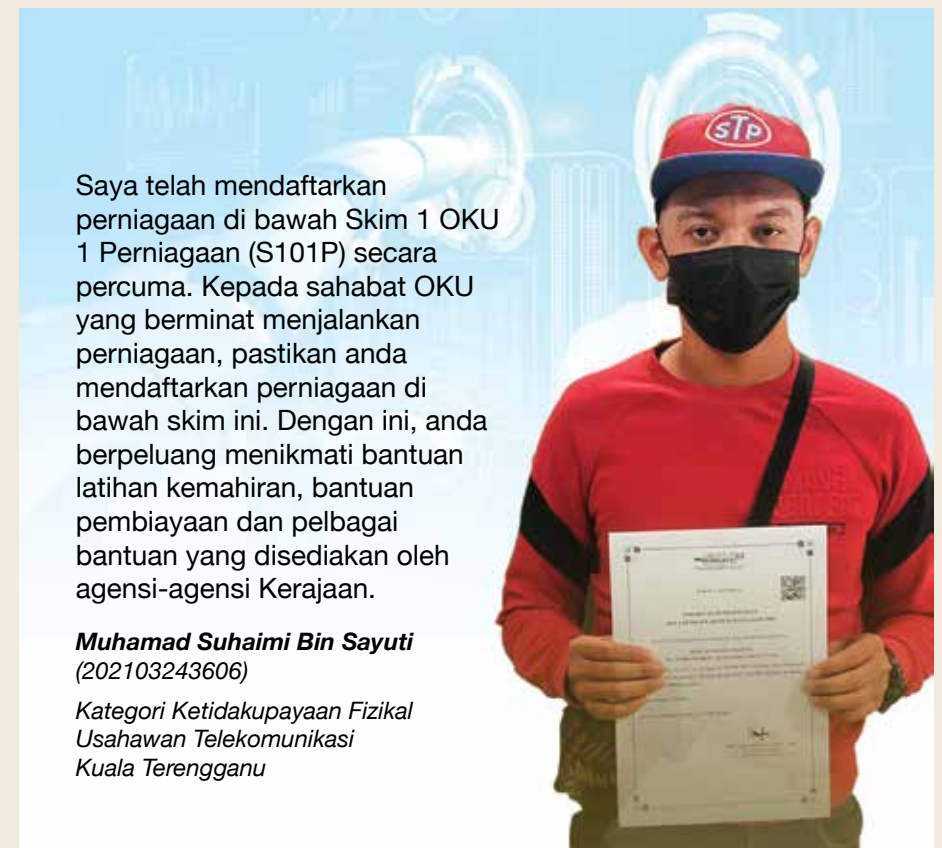 Saya telah mendaftarkan
perniagaan di bawah Skim 1 OKU
1 Perniagaan (S101P) secara
percuma. Kepada sahabat OKU
yang berminat menjalankan
perniagaan, pastikan anda
mendaftarkan perniagaan di
bawah skim ini. Dengan ini, anda
berpeluang menikmati bantuan
latihan kemahiran, bantuan
pembiayaan dan pelbagai
bantuan yang disediakan oleh
agensi-agensi Kerajaan.
Muhamad Suhaimi Bin Sayuti
(202103243606)
Kategori Ketidakupayaan Fizikal
Usahawan Telekomunikasi
Kuala Terengganu
STP